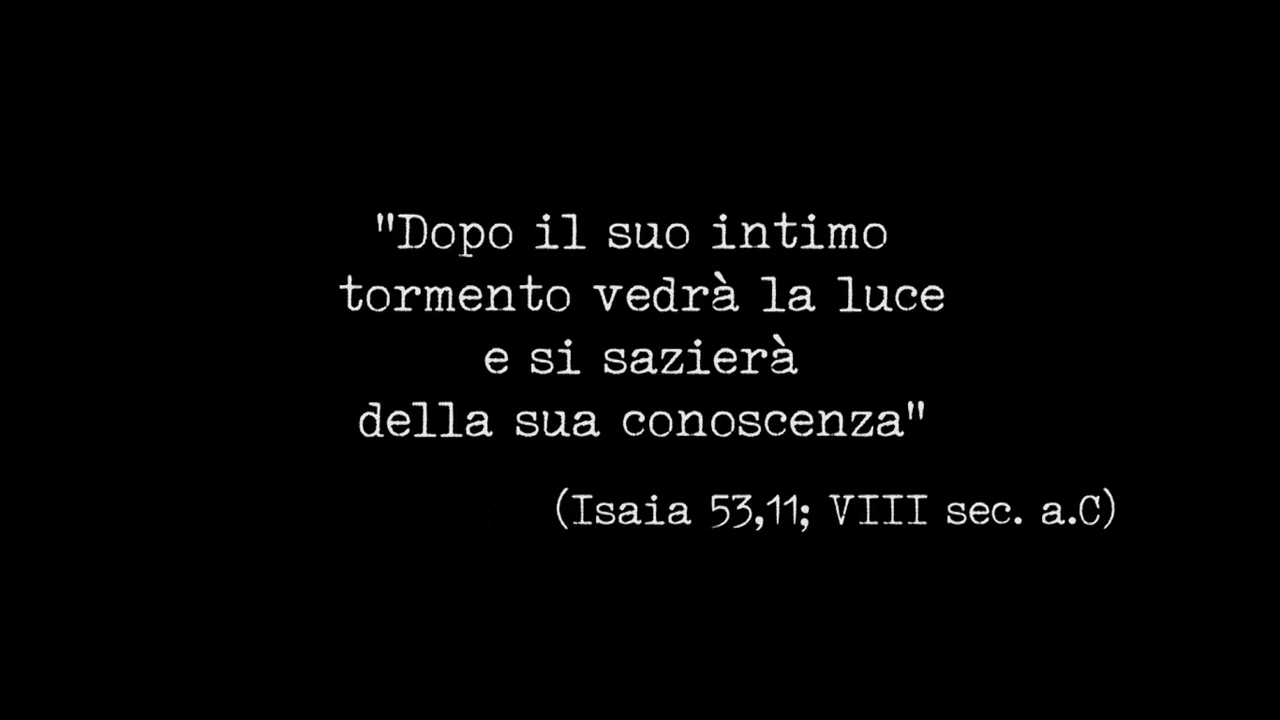 "Dopo il suo intimo
tormento vedrà la luce
e si sazierà
della sua conoscenza"
(Isaia 53,11; VIII sec. a.C)